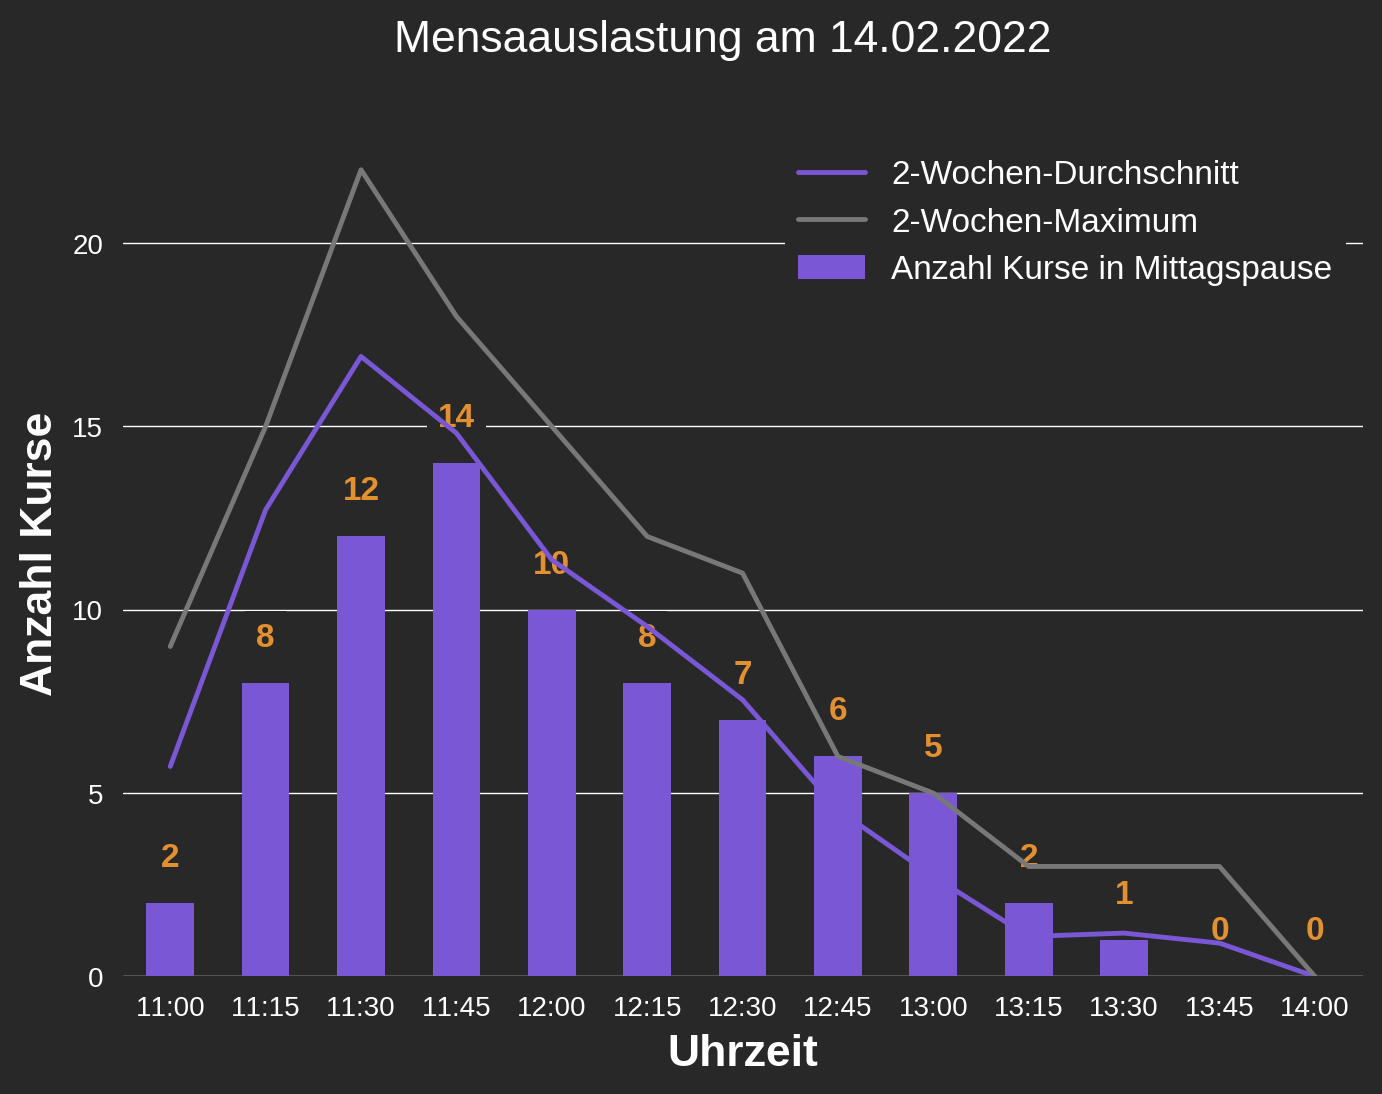 Mensaauslastung am 14.02.2022
2-Wochen-Durchschnitt
2-Wochen-Maximum
Anzahl Kurse in Mittagspause
Anzahl Kurse
20
15
10
5
0
2
8
12
14
10
8
7
6
5
2
1
0
0
11:00 11:15 11:30 11:45 12:00 12:15 12:30 12:45 13:00 13:15 13:30 13:45 14:00
Uhrzeit